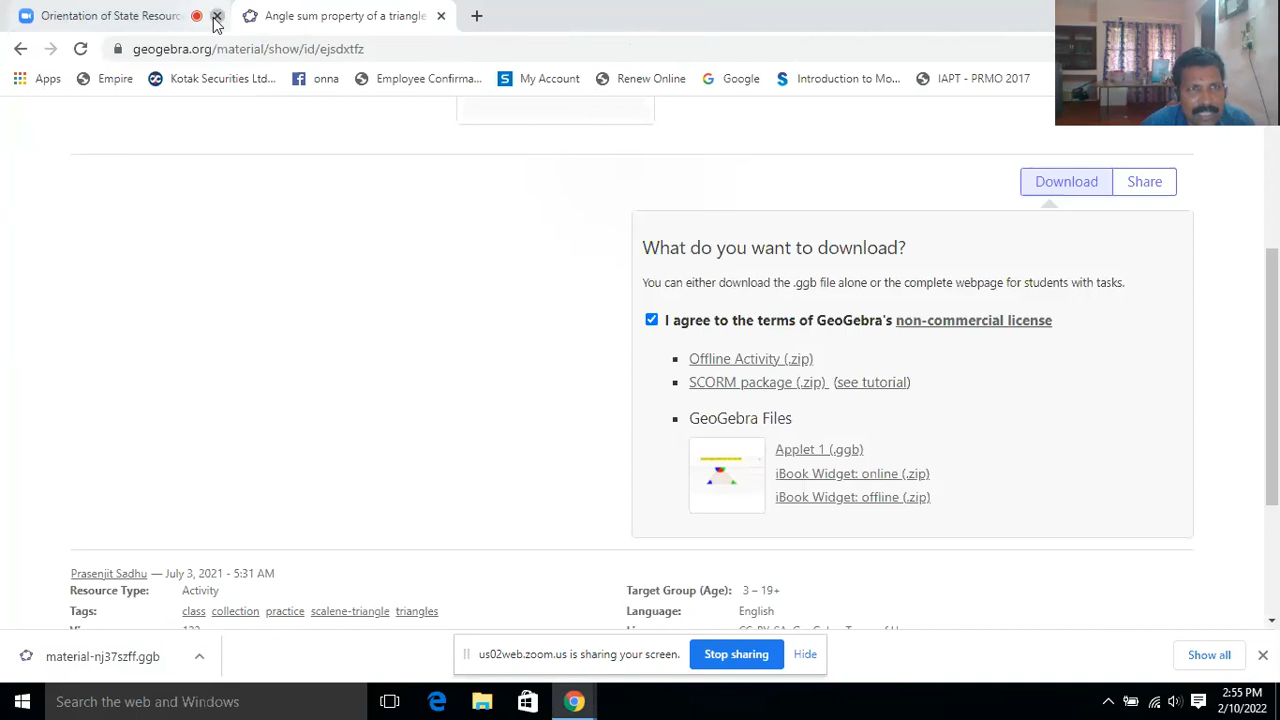 Orientation of State Resourc
Angle sum property of a triangle
geogebra.org/material/show/id/ejsdxtfz
Apps
Empire
Kotak Securities Ltd...
onna
Employee Confirma...
My Account
Renew Online
Google
Introduction to Mo...
IAPT - PRMO 2017
Download
Share
What do you want to download?
You can either download the .ggb file alone or the complete webpage for students with tasks.
I agree to the terms of GeoGebra's non-commercial license
Offline Activity (.zip)
SCORM package (.zip) (see tutorial)
GeoGebra Files
Applet 1 (.ggb)
iBook Widget: online (.zip)
iBook Widget: offline (.zip)
Prasenjit Sadhu — July 3, 2021 - 5:31 AM
Resource Type: Activity
Target Group (Age): 3 – 19+
Tags: class collection practice scalene-triangle triangles
Language: English
material-nj37szff.ggb
us02web.zoom.us is sharing your screen.
Stop sharing
Hide
Show all
Search the web and Windows
2:55 PM
2/10/2022